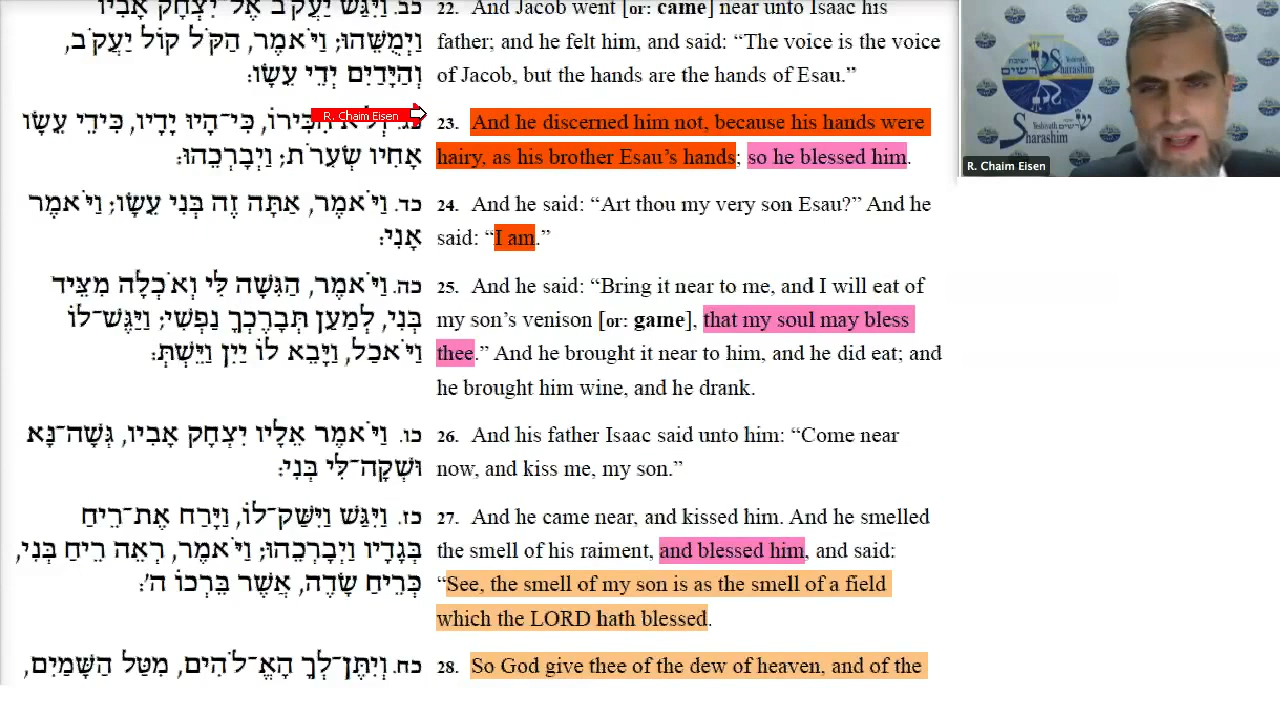 כב. וַיִּגַּשׁ יַעֲקֹב אֶל־יִצְחָק אָבִיו
וַיְמֻשֵּׁהוּ; וַיֹּאמֶר, הַקֹּל קוֹל יַעֲקֹב,
וְהַיָּדַיִם יְדֵי עֵשָׂו:
22. And Jacob went [or: came] near unto Isaac his
father; and he felt him, and said: “The voice is the voice
of Jacob, but the hands are the hands of Esau.”
כִּי־הָיוּ יָדָיו, כִּידֵי עֵשָׂו
אָחִיו שְׂעִרֹת; וַיְבָרְכֵהוּ:
R. Chaim Eisen
23. And he discerned him not, because his hands were
hairy, as his brother Esau’s hands; so he blessed him.
כד. וַיֹּאמֶר, אַתָּה זֶה בְּנִי עֵשָׂו; וַיֹּאמֶר
אָנִי:
24. And he said: “Art thou my very son Esau?” And he
said: “I am.”
כה. וַיֹּאמֶר, הַגִּשָׁה לִּי וְאֹכְלָה מִצֵּיד
בְּנִי, לְמַעַן תְּבָרֶכְךָ נַפְשִׁי; וַיַּגֶּשׁ־לוֹ
וַיֹּאכַל, וַיָּבֵא לוֹ יַיִן וַיֵּשְׁתְּ:
25. And he said: “Bring it near to me, and I will eat of
my son’s venison [or: game], that my soul may bless
thee.” And he brought it near to him, and he did eat; and
he brought him wine, and he drank.
כו. וַיֹּאמֶר אֵלָיו יִצְחָק אָבִיו, גְּשָׁה־נָּא
וּשְׁקָה־לִּי בְּנִי:
26. And his father Isaac said unto him: “Come near
now, and kiss me, my son.”
כז. וַיִּגַּשׁ וַיִּשַּׁק־לוֹ, וַיָּרַח אֶת־רֵיחַ
בְּגָדָיו וַיְבָרְכֵהוּ; וַיֹּאמֶר, רְאֵה רֵיחַ בְּנִי,
כְּרֵיחַ שָׂדֶה, אֲשֶׁר בֵּרְכוֹ ה׳:
27. And he came near, and kissed him. And he smelled
the smell of his raiment, and blessed him, and said:
“See, the smell of my son is as the smell of a field
which the LORD hath blessed.
כח. וְיִתֶּן־לְךָ הָאֱ־לֹהִים, מִטַּל הַשָּׁמַיִם,
28. So God give thee of the dew of heaven, and of the
Sharashim
R. Chaim Eisen